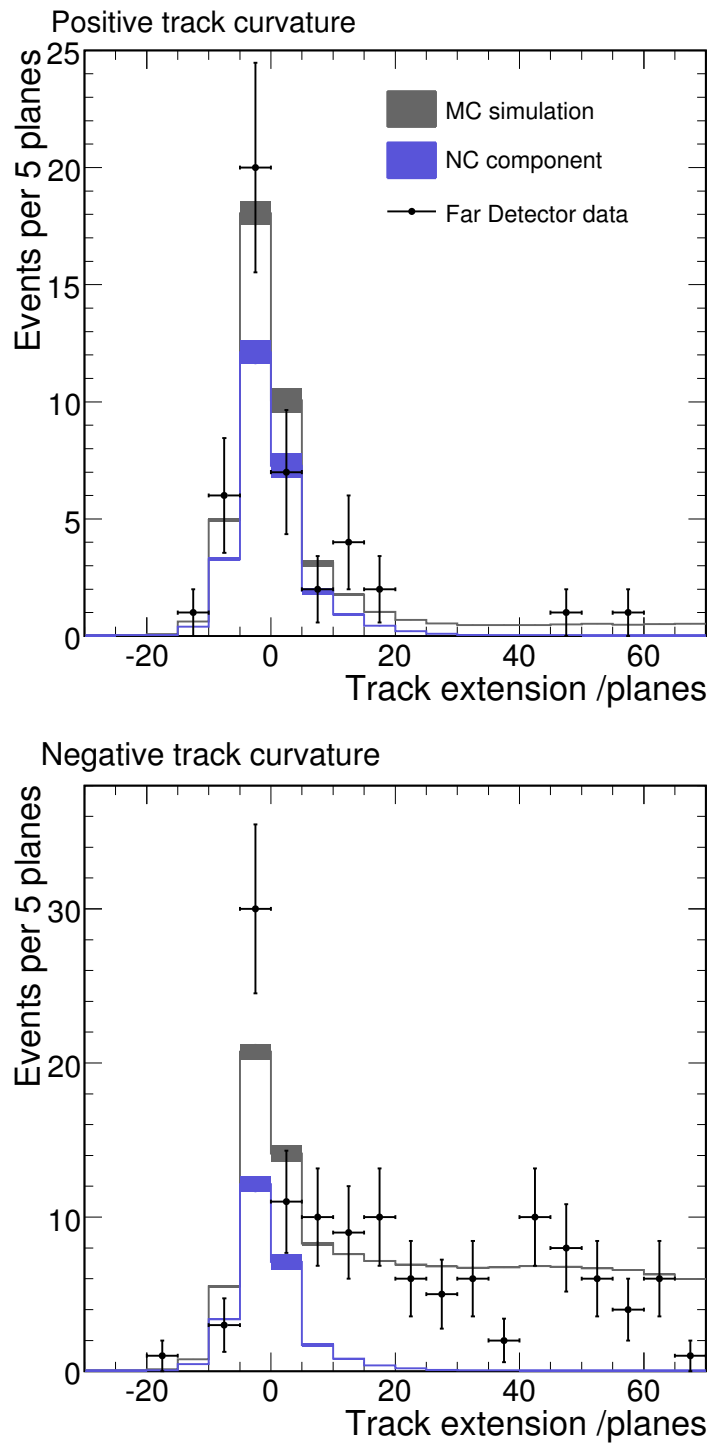 Positive track curvature
Events per 5 planes
25
20
15
10
5
0
MC simulation
NC component
Far Detector data
-20 0 20 40 60
Track extension /planes
Negative track curvature
Events per 5 planes
30
20
10
0
-20 0 20 40 60
Track extension /planes